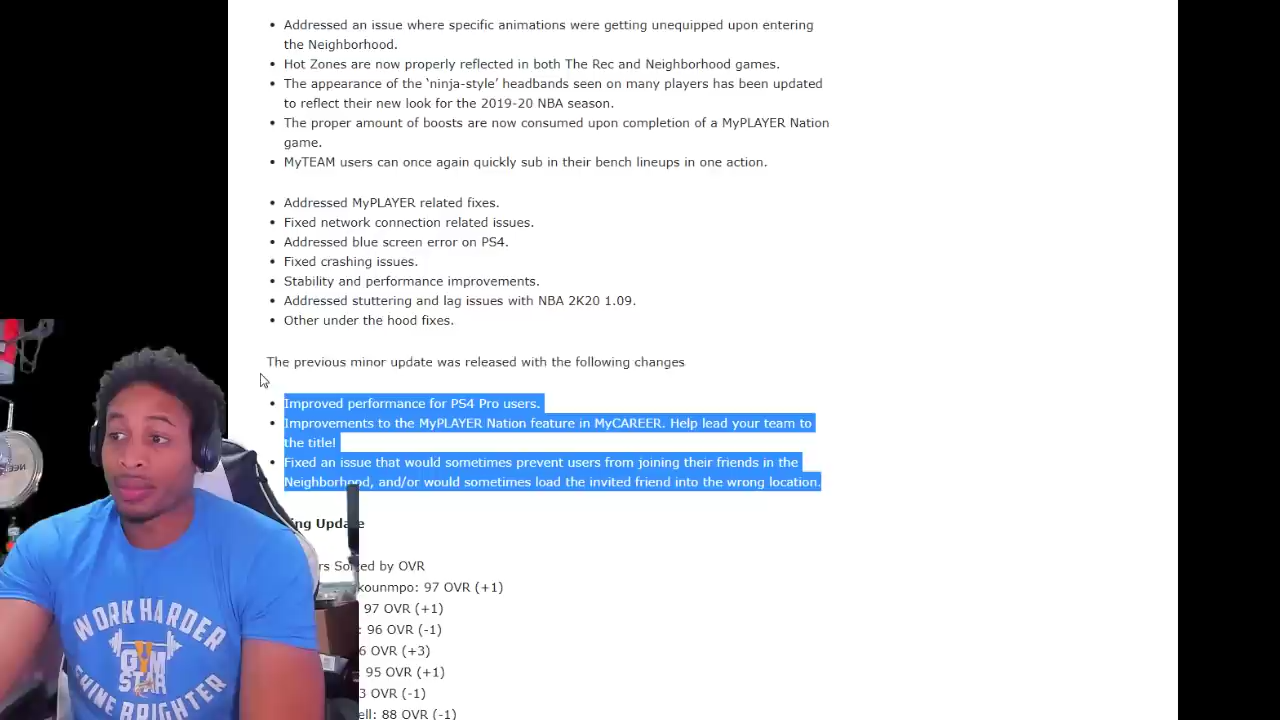 Addressed an issue where specific animations were getting unequipped upon entering
the Neighborhood.
Hot Zones are now properly reflected in both The Rec and Neighborhood games.
The appearance of the ‘ninja-style’ headbands seen on many players has been updated
to reflect their new look for the 2019-20 NBA season.
The proper amount of boosts are now consumed upon completion of a MyPLAYER Nation
game.
MyTEAM users can once again quickly sub in their bench lineups in one action.
Addressed MyPLAYER related fixes.
Fixed network connection related issues.
Addressed blue screen error on PS4.
Fixed crashing issues.
Stability and performance improvements.
Addressed stuttering and lag issues with NBA 2K20 1.09.
Other under the hood fixes.
The previous minor update was released with the following changes
Improved performance for PS4 Pro users.
Improvements to the MyPLAYER Nation feature in MyCAREER. Help lead your team to
the title!
Fixed an issue that would sometimes prevent users from joining their friends in the
Neighborhood, and/or would sometimes load the invited friend into the wrong location.
ing Update
rs Sorted by OVR
kounmpo: 97 OVR (+1)
97 OVR (+1)
: 96 OVR (-1)
6 OVR (+3)
95 OVR (+1)
3 OVR (-1)
ell: 88 OVR (-1)
WORK HARDER
GYM
STAR
SHINE BRIGHTER